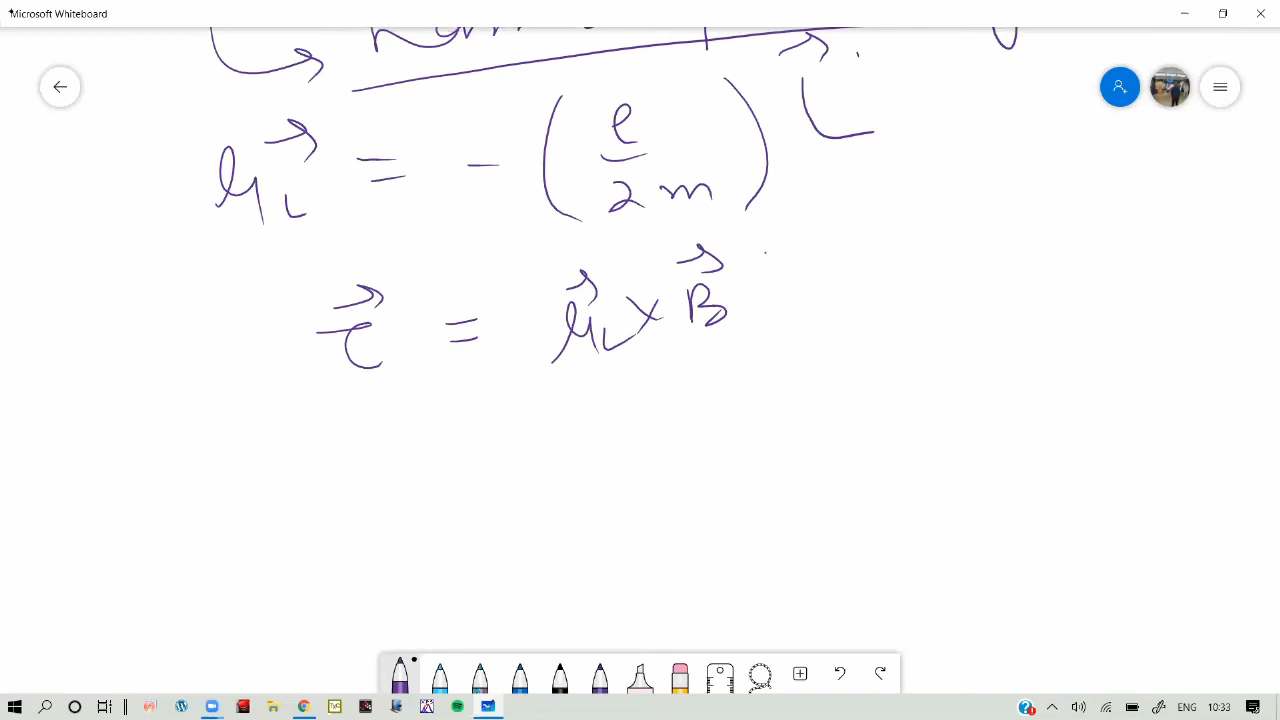 Microsoft Whiteboard
μ⃗_L = - (e/2m) L⃗
τ⃗ = μ⃗_L × B⃗
ENG 10:33